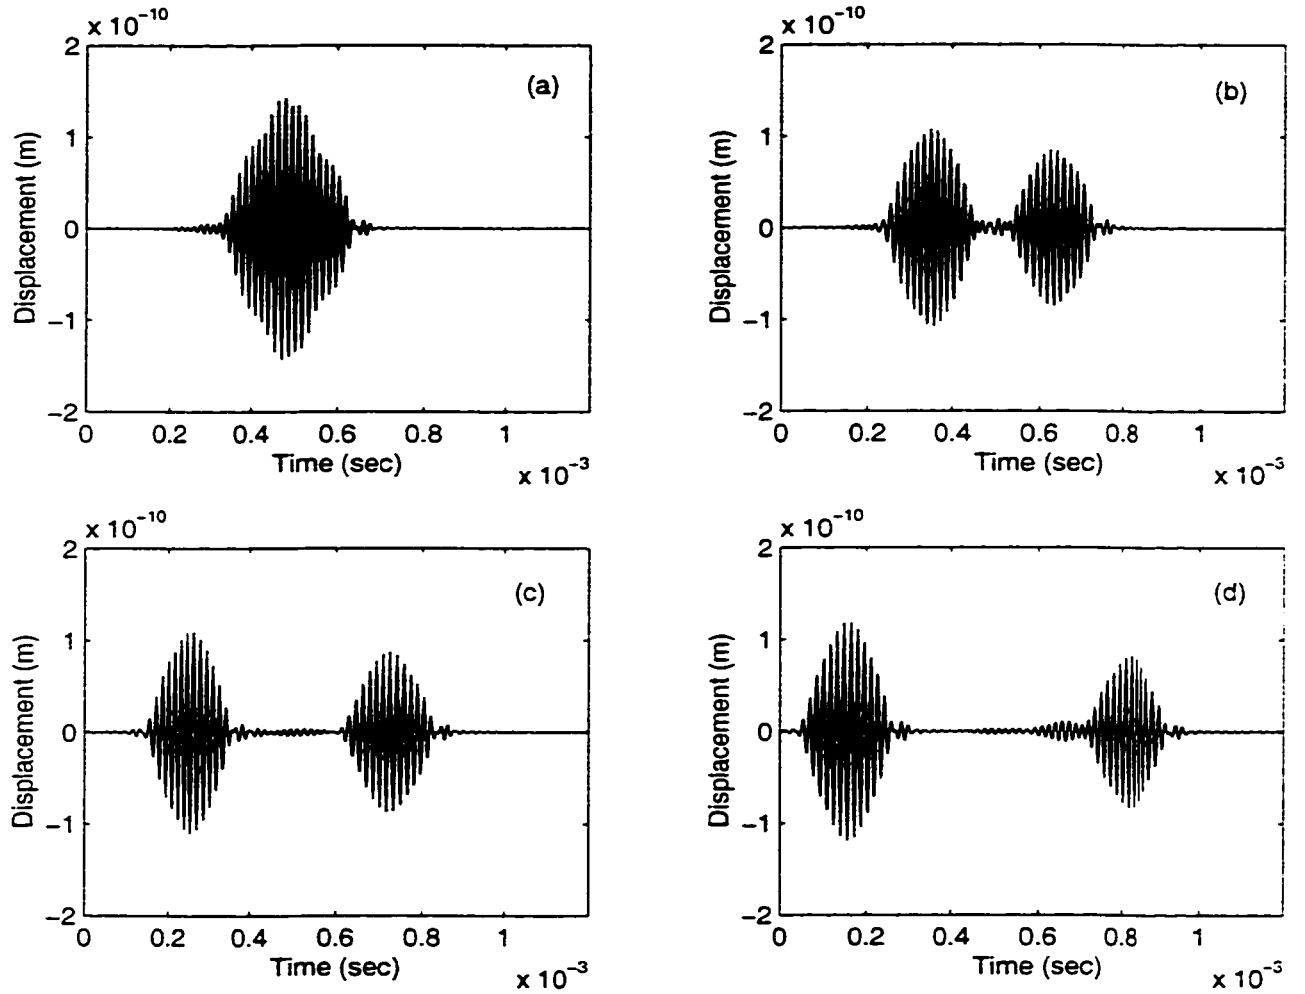 x 10⁻¹⁰
2
(a)
1
Displacement (m)
0
−1
−2
0 0.2 0.4 0.6 0.8 1
Time (sec)
x 10⁻³
x 10⁻¹⁰
2
(b)
1
Displacement (m)
0
−1
−2
0 0.2 0.4 0.6 0.8 1
Time (sec)
x 10⁻³
x 10⁻¹⁰
2
(c)
1
Displacement (m)
0
−1
−2
0 0.2 0.4 0.6 0.8 1
Time (sec)
x 10⁻³
x 10⁻¹⁰
2
(d)
1
Displacement (m)
0
−1
−2
0 0.2 0.4 0.6 0.8 1
Time (sec)
x 10⁻³